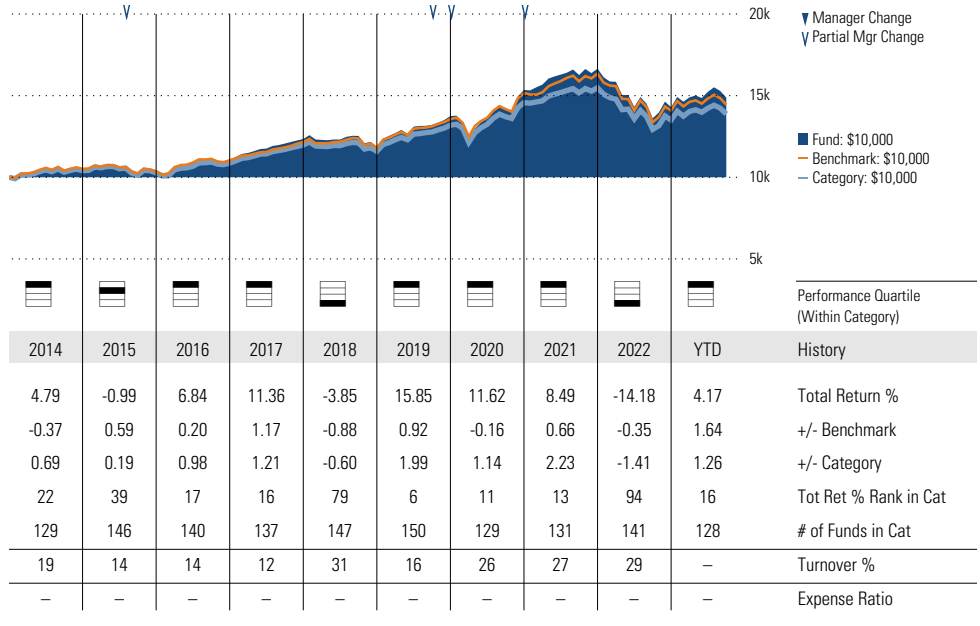 20k
Manager Change
Partial Mgr Change
15k
Fund: $10,000
Benchmark: $10,000
Category: $10,000
10k
5k
Performance Quartile
(Within Category)
2014 2015 2016 2017 2018 2019 2020 2021 2022 YTD History
4.79 -0.99 6.84 11.36 -3.85 15.85 11.62 8.49 -14.18 4.17 Total Return %
-0.37 0.59 0.20 1.17 -0.88 0.92 -0.16 0.66 -0.35 1.64 +/- Benchmark
0.69 0.19 0.98 1.21 -0.60 1.99 1.14 2.23 -1.41 1.26 +/- Category
22 39 17 16 79 6 11 13 94 16 Tot Ret % Rank in Cat
129 146 140 137 147 150 129 131 141 128 # of Funds in Cat
19 14 14 12 31 16 26 27 29 – Turnover %
– – – – – – – – – – Expense Ratio